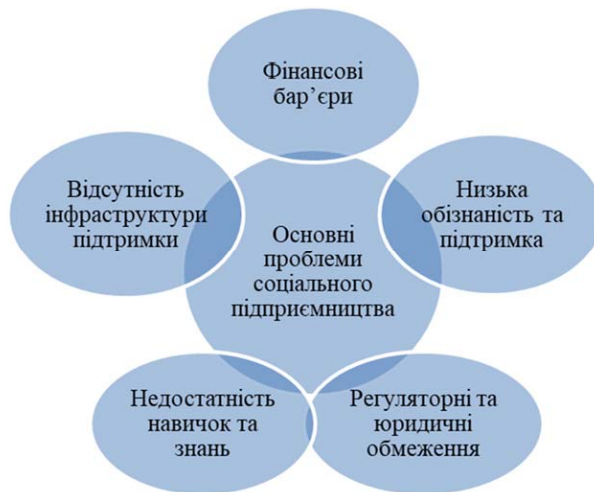 Фінансові
бар’єри
Відсутність
інфраструктури
підтримки
Низька
обізнаність та
підтримка
Основні
проблеми
соціального
підприємництва
Недостатність
навичок та
знань
Регуляторні та
юридичні
обмеження